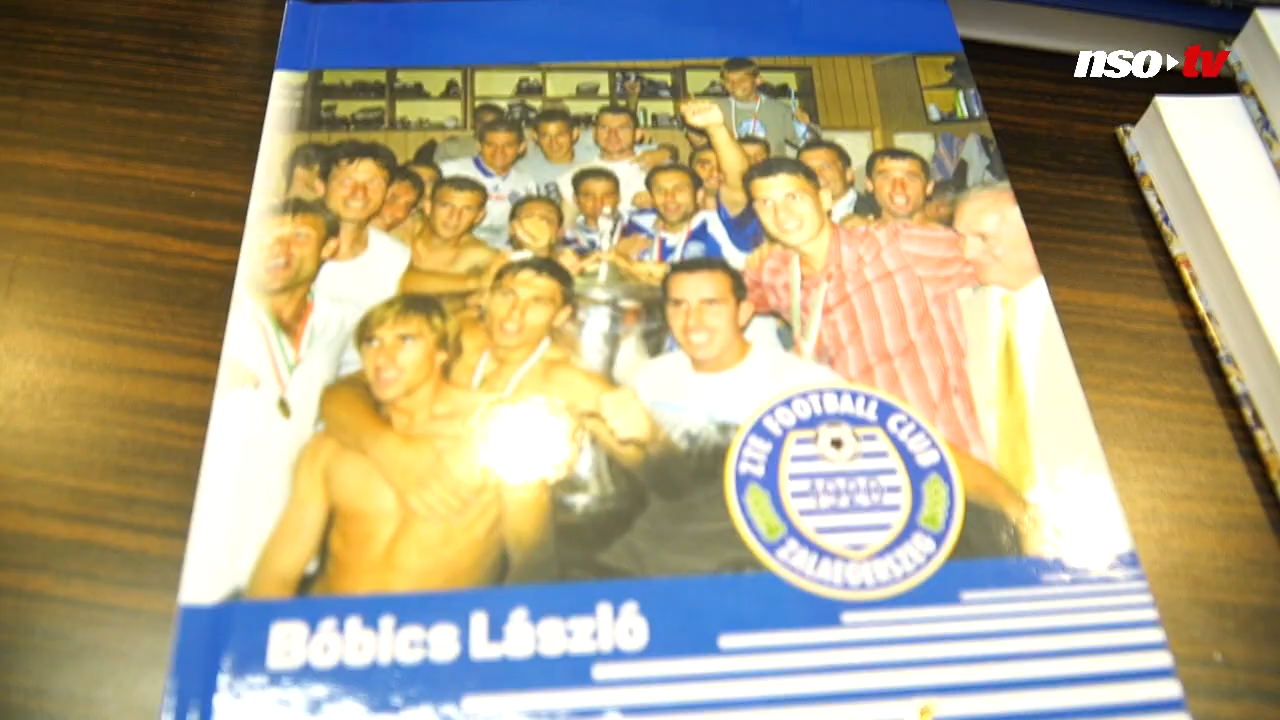 nso tv
ZTE FOOTBALL CLUB
1920
ZALAEGERSZEG
Bóbics László